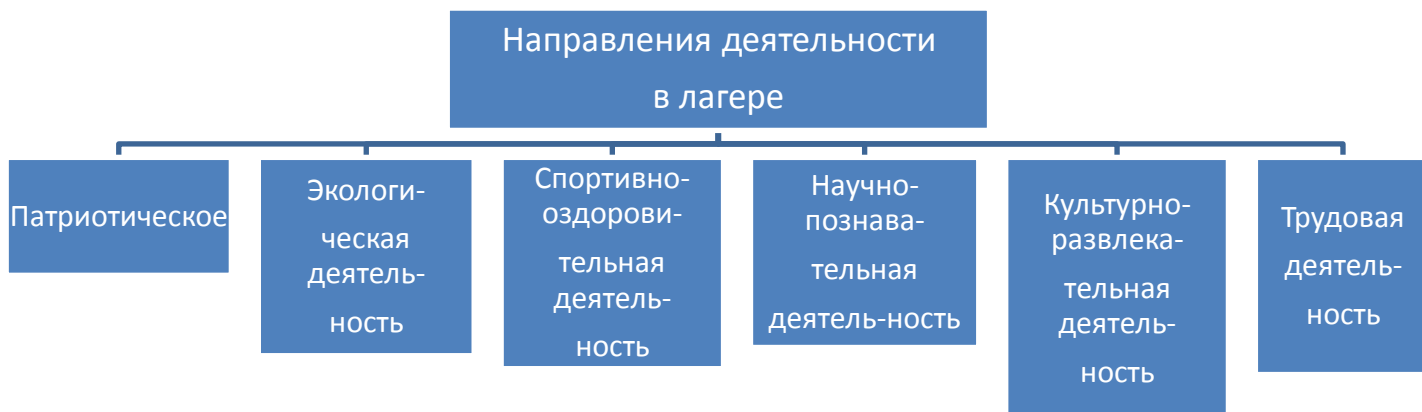 Направления деятельности
в лагере
Патриотическое
Экологи-
ческая
деятель-
ность
Спортивно-
оздорови-
тельная
деятель-
ность
Научно-
познава-
тельная
деятель-ность
Культурно-
развлека-
тельная
деятель-
ность
Трудовая
деятель-
ность